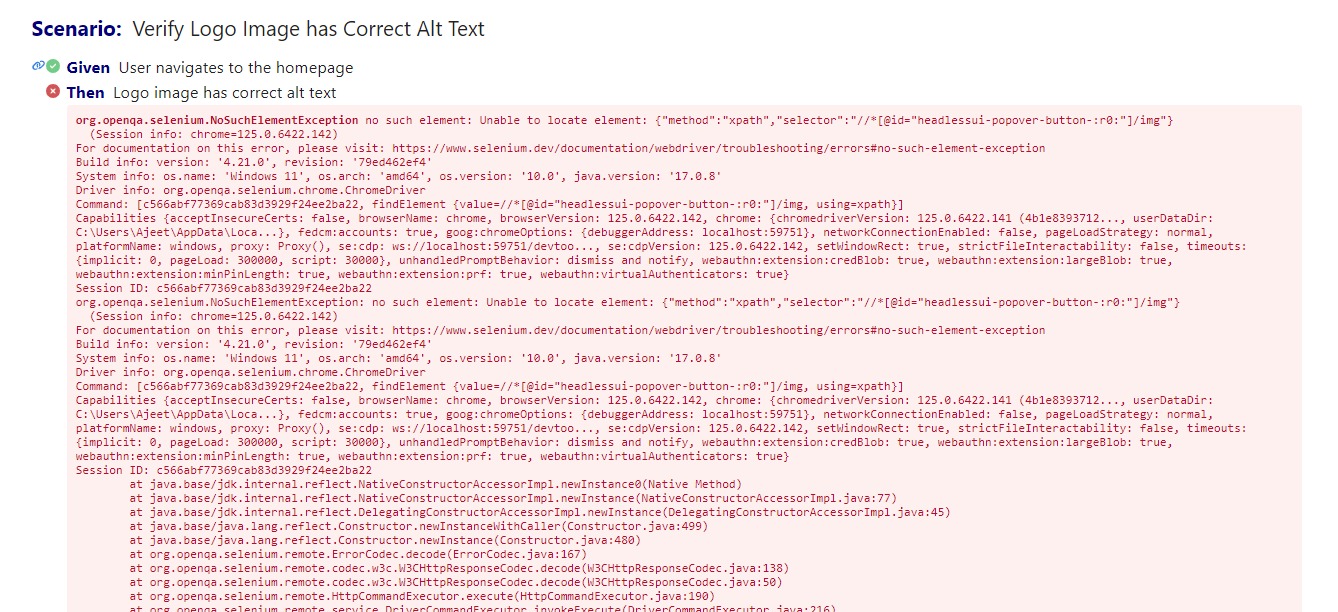 Scenario: Verify Logo Image has Correct Alt Text
Given User navigates to the homepage
Then Logo image has correct alt text
org.openqa.selenium.NoSuchElementException no such element: Unable to locate element: {"method":"xpath","selector":"//*[@id="headlessui-popover-button-:r0:"]/img"}
(Session info: chrome=125.0.6422.142)
For documentation on this error, please visit: https://www.selenium.dev/documentation/webdriver/troubleshooting/errors#no-such-element-exception
Build info: version: '4.21.0', revision: '79ed462ef4'
System info: os.name: 'Windows 11', os.arch: 'amd64', os.version: '10.0', java.version: '17.0.8'
Driver info: org.openqa.selenium.chrome.ChromeDriver
Command: [c566abf77369cab83d3929f24ee2ba22, findElement {value=//*[@id="headlessui-popover-button-:r0:"]/img, using=xpath}]
Capabilities {acceptInsecureCerts: false, browserName: chrome, browserVersion: 125.0.6422.142, chrome: {chromedriverVersion: 125.0.6422.141 (4b1e8393712..., userDataDir:
C:\Users\Ajeet\AppData\Loca...}, fedcm:accounts: true, goog:chromeOptions: {debuggerAddress: localhost:59751}, networkConnectionEnabled: false, pageLoadStrategy: normal,
platformName: windows, proxy: Proxy(), se:cdp: ws://localhost:59751/devtoo..., se:cdpVersion: 125.0.6422.142, setWindowRect: true, strictFileInteractability: false, timeouts:
{implicit: 0, pageLoad: 300000, script: 30000}, unhandledPromptBehavior: dismiss and notify, webauthn:extension:credBlob: true, webauthn:extension:largeBlob: true,
webauthn:extension:minPinLength: true, webauthn:extension:prf: true, webauthn:virtualAuthenticators: true}
Session ID: c566abf77369cab83d3929f24ee2ba22
org.openqa.selenium.NoSuchElementException: no such element: Unable to locate element: {"method":"xpath","selector":"//*[@id="headlessui-popover-button-:r0:"]/img"}
(Session info: chrome=125.0.6422.142)
For documentation on this error, please visit: https://www.selenium.dev/documentation/webdriver/troubleshooting/errors#no-such-element-exception
Build info: version: '4.21.0', revision: '79ed462ef4'
System info: os.name: 'Windows 11', os.arch: 'amd64', os.version: '10.0', java.version: '17.0.8'
Driver info: org.openqa.selenium.chrome.ChromeDriver
Command: [c566abf77369cab83d3929f24ee2ba22, findElement {value=//*[@id="headlessui-popover-button-:r0:"]/img, using=xpath}]
Capabilities {acceptInsecureCerts: false, browserName: chrome, browserVersion: 125.0.6422.142, chrome: {chromedriverVersion: 125.0.6422.141 (4b1e8393712..., userDataDir:
C:\Users\Ajeet\AppData\Loca...}, fedcm:accounts: true, goog:chromeOptions: {debuggerAddress: localhost:59751}, networkConnectionEnabled: false, pageLoadStrategy: normal,
platformName: windows, proxy: Proxy(), se:cdp: ws://localhost:59751/devtoo..., se:cdpVersion: 125.0.6422.142, setWindowRect: true, strictFileInteractability: false, timeouts:
{implicit: 0, pageLoad: 300000, script: 30000}, unhandledPromptBehavior: dismiss and notify, webauthn:extension:credBlob: true, webauthn:extension:largeBlob: true,
webauthn:extension:minPinLength: true, webauthn:extension:prf: true, webauthn:virtualAuthenticators: true}
Session ID: c566abf77369cab83d3929f24ee2ba22
at java.base/jdk.internal.reflect.NativeConstructorAccessorImpl.newInstance0(Native Method)
at java.base/jdk.internal.reflect.NativeConstructorAccessorImpl.newInstance(NativeConstructorAccessorImpl.java:77)
at java.base/jdk.internal.reflect.DelegatingConstructorAccessorImpl.newInstance(DelegatingConstructorAccessorImpl.java:45)
at java.base/java.lang.reflect.Constructor.newInstanceWithCaller(Constructor.java:499)
at java.base/java.lang.reflect.Constructor.newInstance(Constructor.java:480)
at org.openqa.selenium.remote.ErrorCodec.decode(ErrorCodec.java:167)
at org.openqa.selenium.remote.codec.w3c.W3CHttpResponseCodec.decode(W3CHttpResponseCodec.java:138)
at org.openqa.selenium.remote.codec.w3c.W3CHttpResponseCodec.decode(W3CHttpResponseCodec.java:50)
at org.openqa.selenium.remote.HttpCommandExecutor.execute(HttpCommandExecutor.java:190)
at org.openqa.selenium.remote.service.DriverCommandExecutor.invokeExecute(DriverCommandExecutor.java:216)